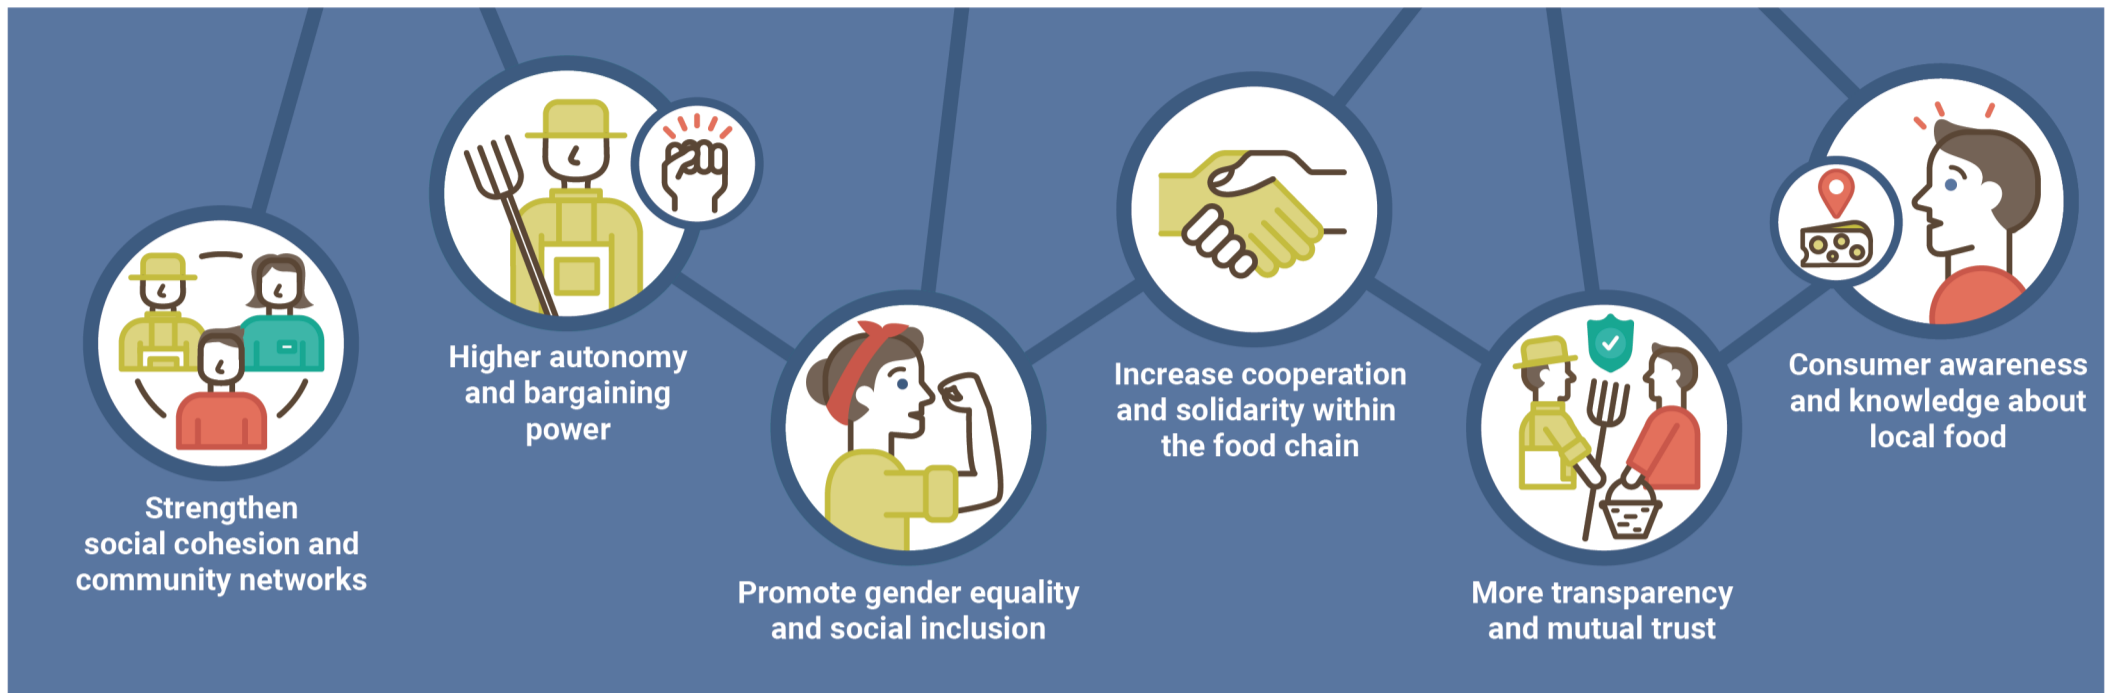 Strengthen
social cohesion and
community networks
Higher autonomy
and bargaining
power
Promote gender equality
and social inclusion
Increase cooperation
and solidarity within
the food chain
More transparency
and mutual trust
Consumer awareness
and knowledge about
local food